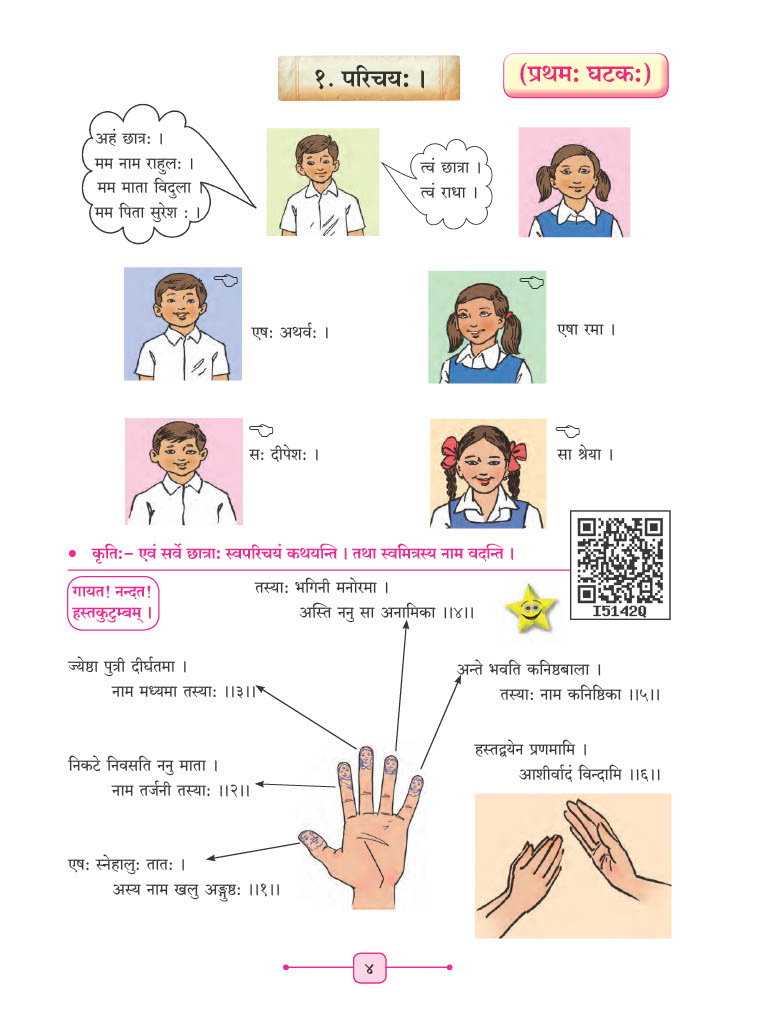 १. परिचयः ।
(प्रथमः घटकः)
अहं छात्रः ।
मम नाम राहुलः ।
मम माता विदुला
मम पिता सुरेश : ।
त्वं छात्रा ।
त्वं राधा ।
एषः अथर्वः ।
एषा रमा ।
सः दीपेशः ।
सा श्रेया ।
• कृतिः– एवं सर्वे छात्राः स्वपरिचयं कथयन्ति । तथा स्वमित्रस्य नाम वदन्ति ।
I5142Q
गायत! नन्दत!
हस्तकुटुम्बम् ।
तस्याः भगिनी मनोरमा ।
अस्ति ननु सा अनामिका ।।४।।
ज्येष्ठा पुत्री दीर्घतमा ।
नाम मध्यमा तस्याः ।।३।।
अन्ते भवति कनिष्ठबाला ।
तस्याः नाम कनिष्ठिका ।।५।।
निकटे निवसति ननु माता ।
नाम तर्जनी तस्याः ।।२।।
हस्तद्वयेन प्रणमामि ।
आशीर्वादं विन्दामि ।।६।।
एषः स्नेहालुः तातः ।
अस्य नाम खलु अङ्गुष्ठः ।।१।।
४